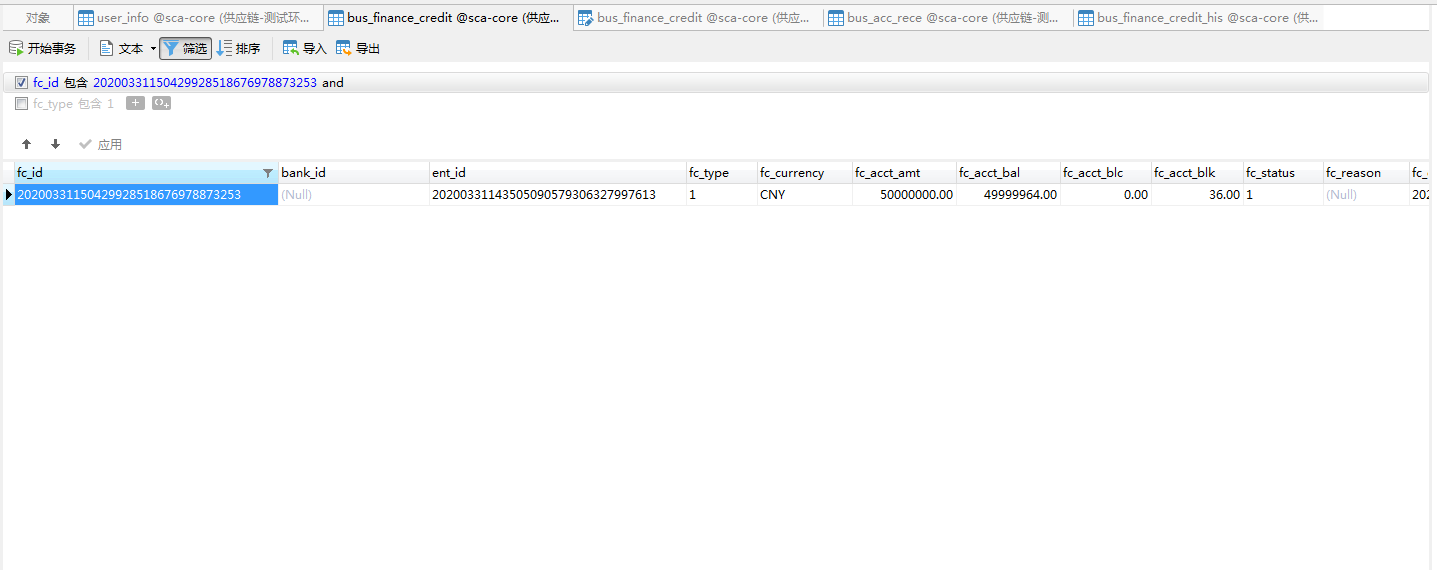 对象 user_info @sca-core (供应链-测试环... bus_finance_credit @sca-core (供应... bus_finance_credit @sca-core (供应... bus_acc_rece @sca-core (供应链-测... bus_finance_credit_his @sca-core (供...
开始事务 文本 筛选 排序 导入 导出
fc_id 包含 20200331150429928518676978873253 and
fc_type 包含 1
应用
fc_id bank_id ent_id fc_type fc_currency fc_acct_amt fc_acct_bal fc_acct_blc fc_acct_blk fc_status fc_reason
20200331150429928518676978873253 (Null) 20200331143505090579306327997613 1 CNY 50000000.00 49999964.00 0.00 36.00 1 (Null)